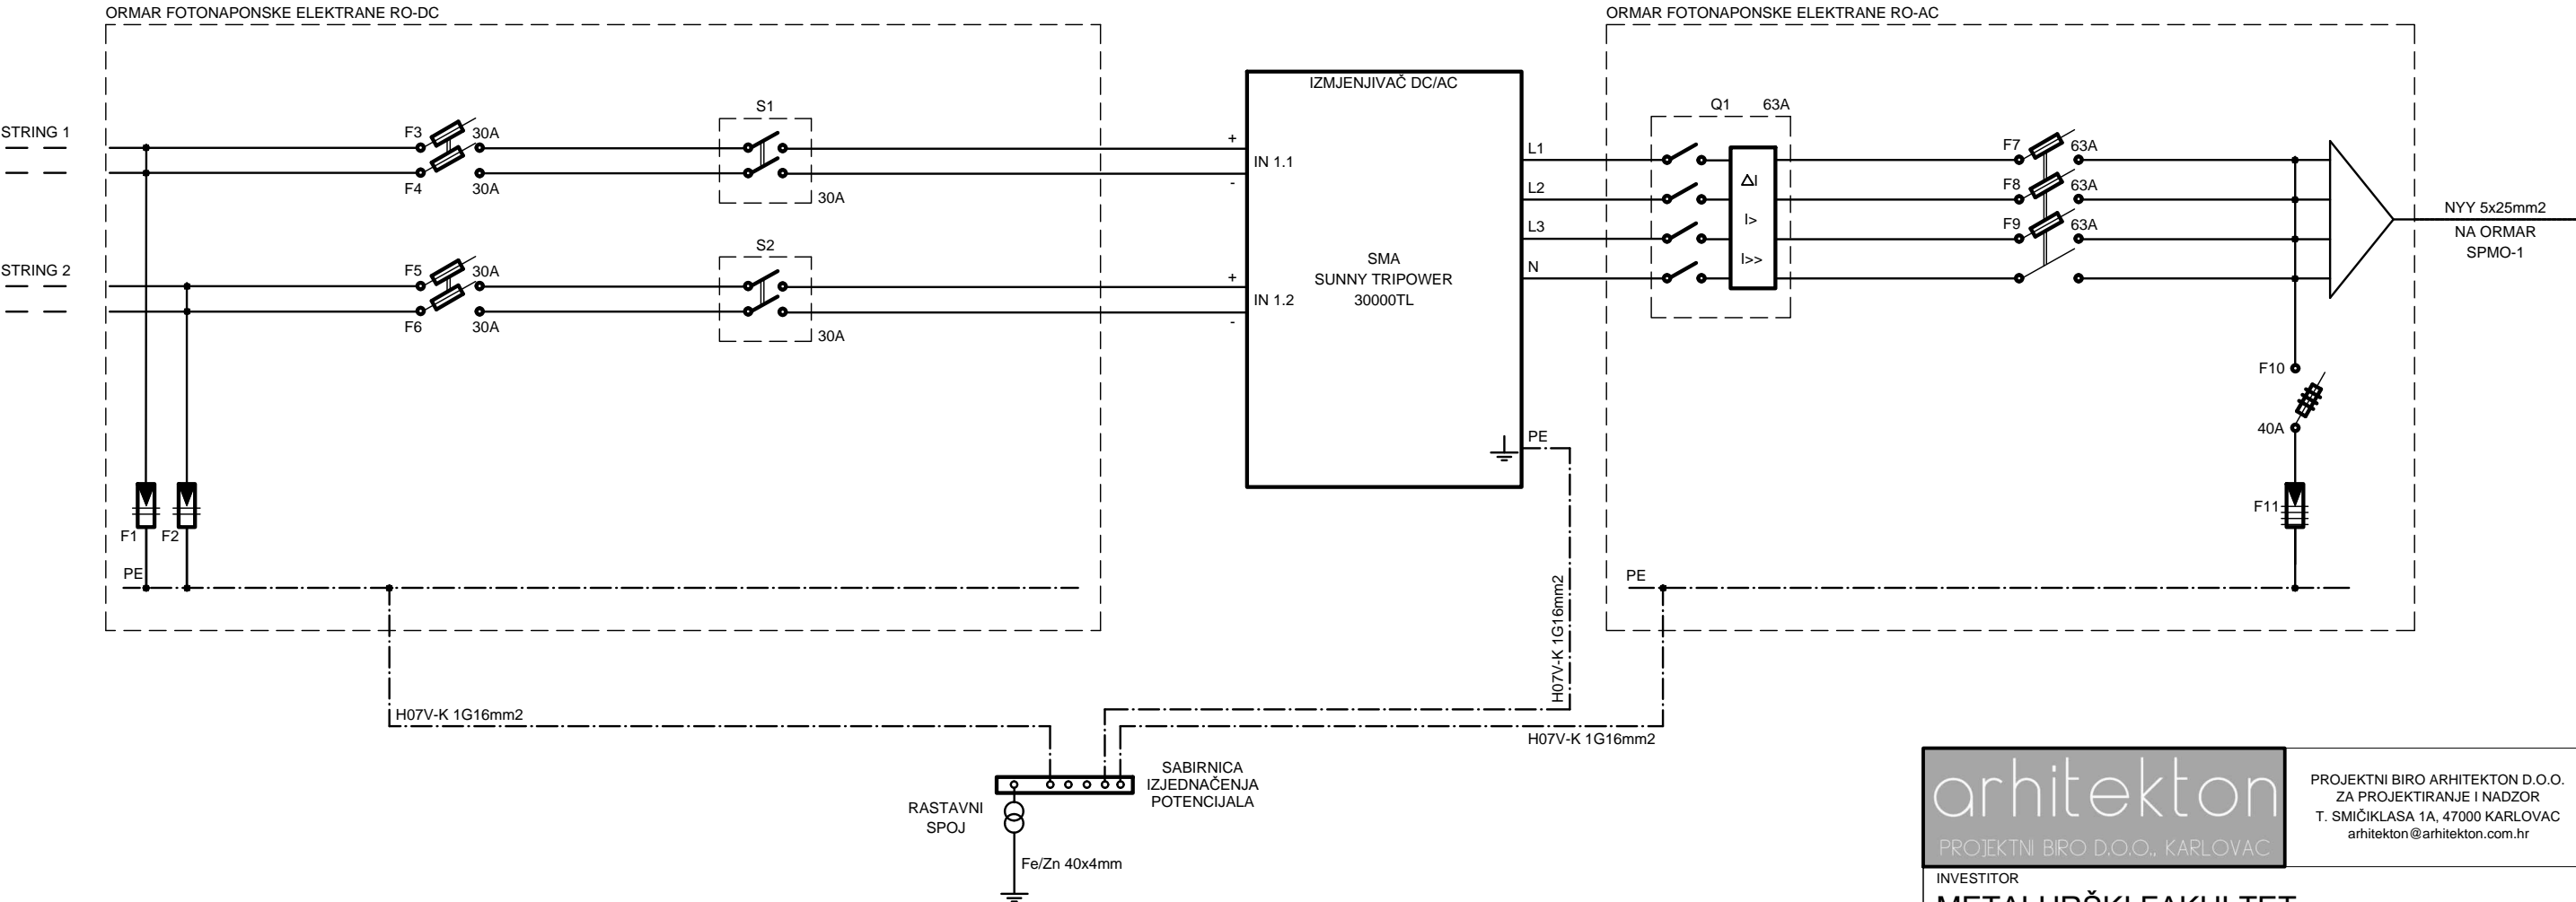 ORMAR FOTONAPONSKE ELEKTRANE RO-DC
STRING 1
F3
30A
F4
30A
S1
30A
STRING 2
F5
30A
F6
30A
S2
30A
F1
F2
PE
IZMJENJIVAČ DC/AC
+
IN 1.1
-
+
IN 1.2
-
SMA
SUNNY TRIPOWER
30000TL
L1
L2
L3
N
PE
ORMAR FOTONAPONSKE ELEKTRANE RO-AC
Q1 63A
ΔI
I>
I>>
F7
63A
F8
63A
F9
63A
F10
40A
F11
PE
NYY 5x25mm2
NA ORMAR
SPMO-1
H07V-K 1G16mm2
H07V-K 1G16mm2
H07V-K 1G16mm2
SABIRNICA
IZJEDNAČENJA
POTENCIJALA
RASTAVNI
SPOJ
Fe/Zn 40x4mm
arhitekton
PROJEKTNI BIRO D.O.O., KARLOVAC
PROJEKTNI BIRO ARHITEKTON D.O.O.
ZA PROJEKTIRANJE I NADZOR
T. SMIČIKLASA 1A, 47000 KARLOVAC
arhitekton@arhitekton.com.hr
INVESTITOR
METALURŠKI FAKULTET